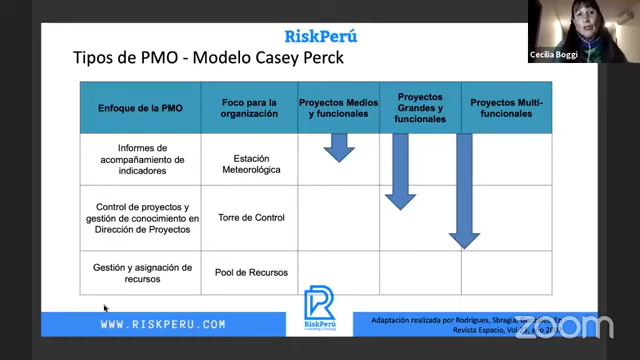 RiskPerú
Cecilia Boggi
Tipos de PMO - Modelo Casey Perck
Enfoque de la PMO
Foco para la
organización
Proyectos Medios
y funcionales
Proyectos
Grandes y
funcionales
Proyectos Multi-
funcionales
Informes de
acompañamiento de
indicadores
Estación
Meteorológica
Control de proyectos y
gestión de conocimiento en
Dirección de Proyectos
Torre de Control
Gestión y asignación de
recursos
Pool de Recursos
WWW.RISKPERU.COM
RiskPerú
Adaptación realizada por Rodrigues, Sbragia,
Revista Espacio, Vol
zoom